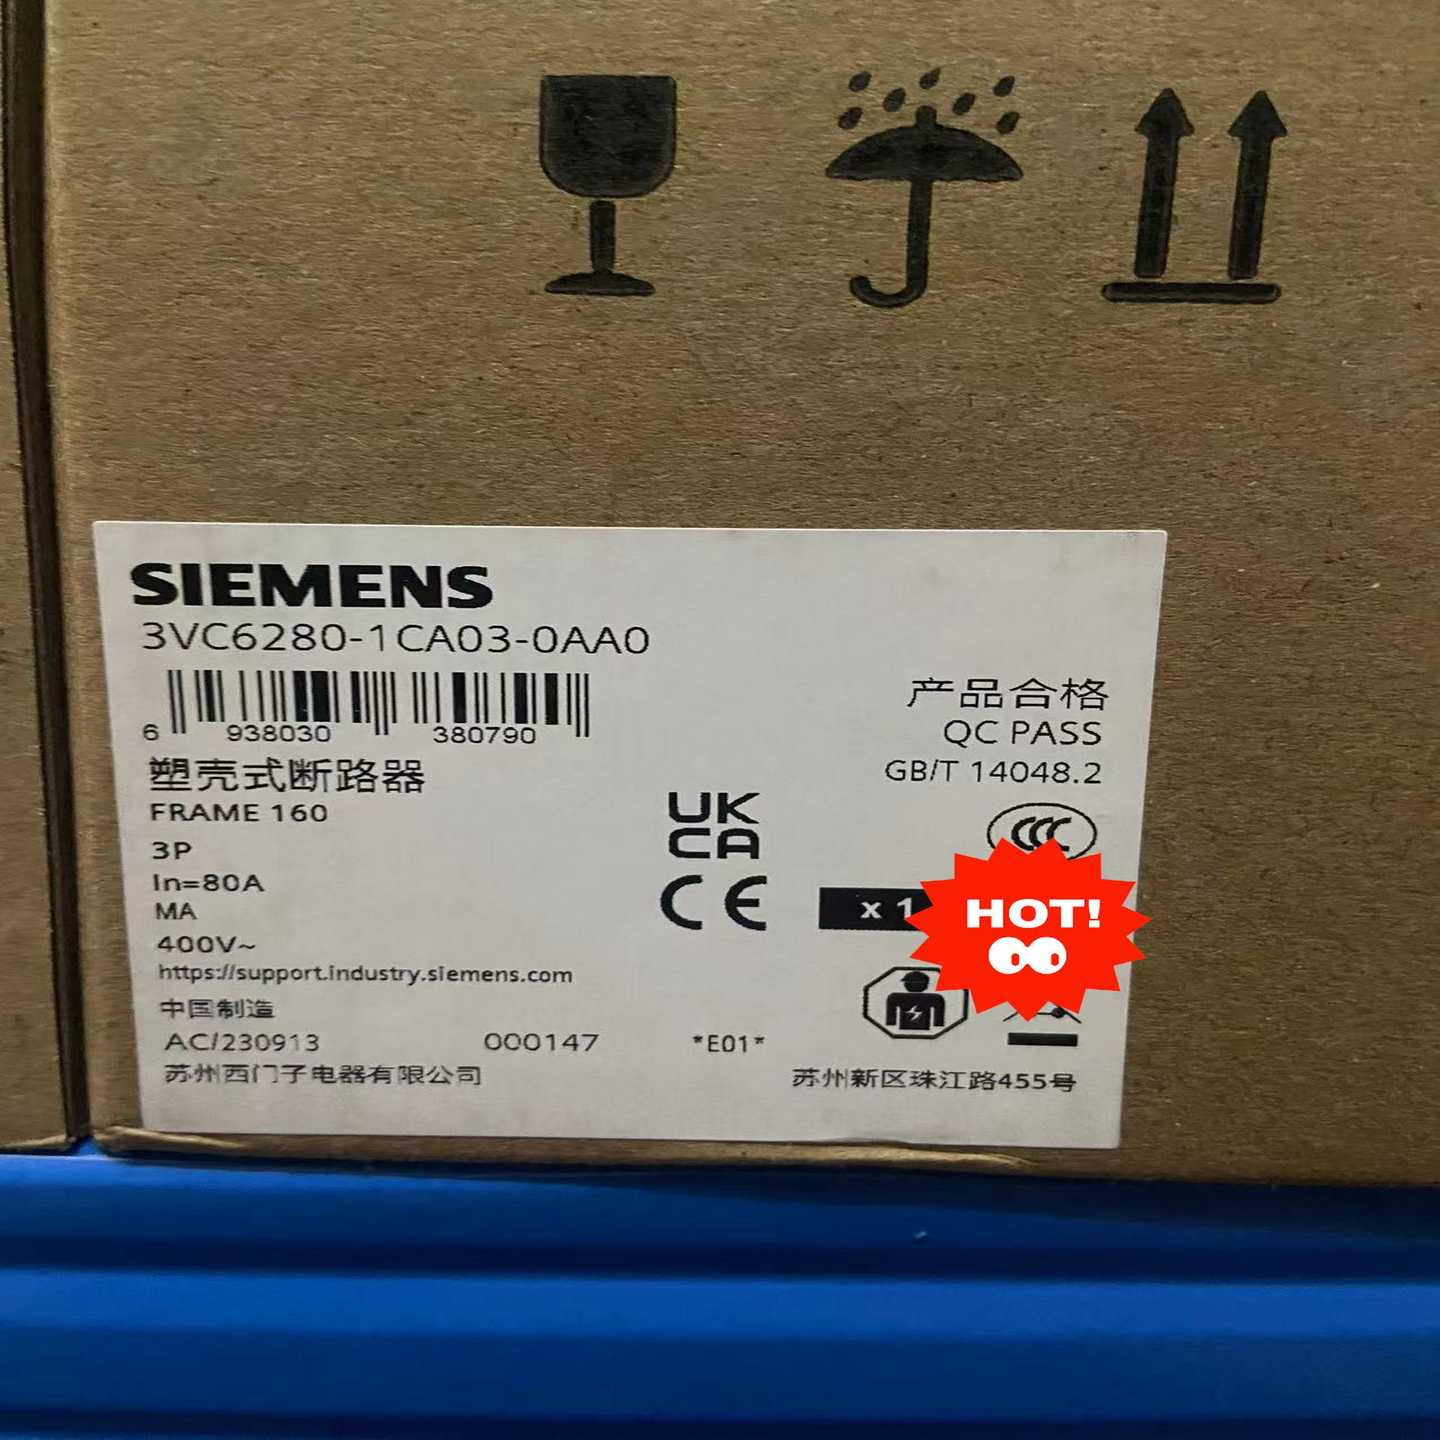 SIEMENS
3VC6280-1CA03-0AA0
6 938030 380790
塑壳式断路器
FRAME 160
3P
In=80A
MA
400V~
https://support.industry.siemens.com
中国制造
AC/230913 000147 *E01*
苏州西门子电器有限公司 苏州新区珠江路455号
产品合格
QC PASS
GB/T 14048.2
CCC
UK
CA
CE
x 1
HOT!